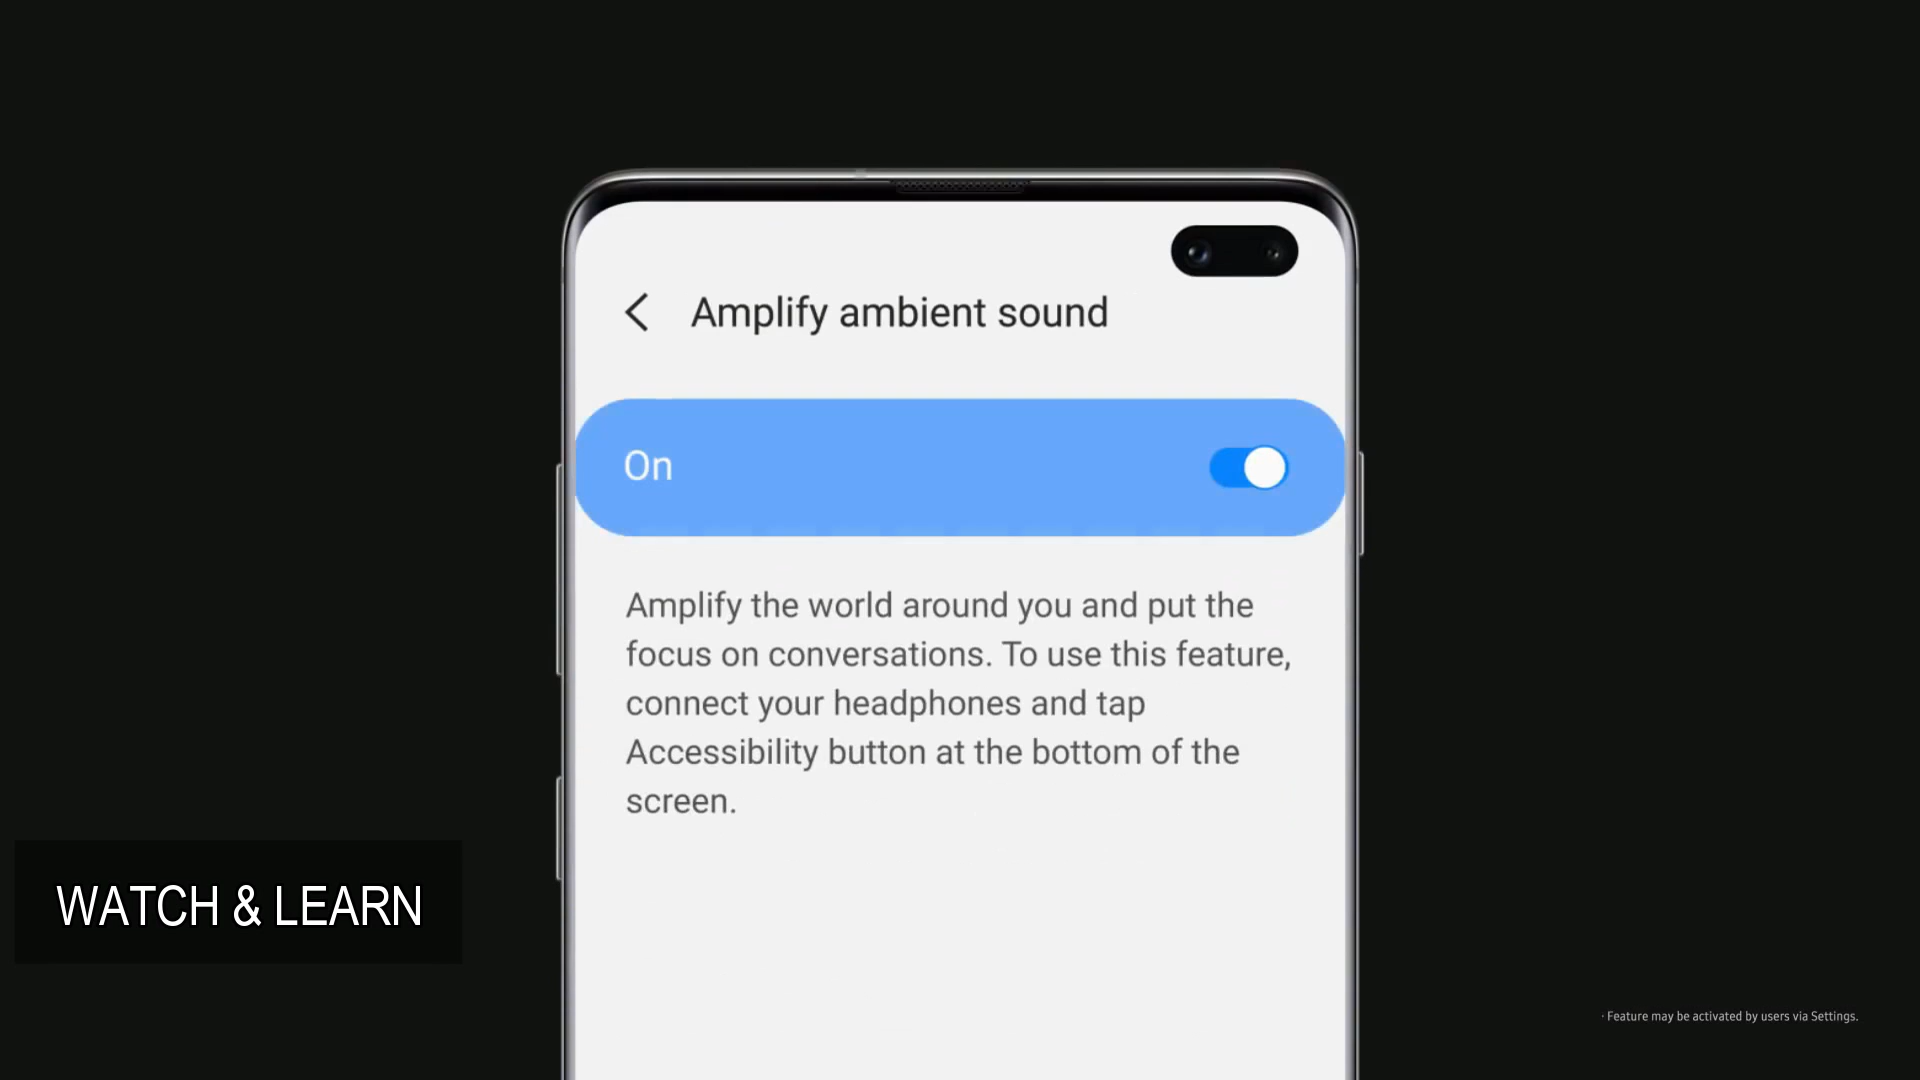 Amplify ambient sound
On
Amplify the world around you and put the
focus on conversations. To use this feature,
connect your headphones and tap
Accessibility button at the bottom of the
screen.
WATCH & LEARN
· Feature may be activated by users via Settings.